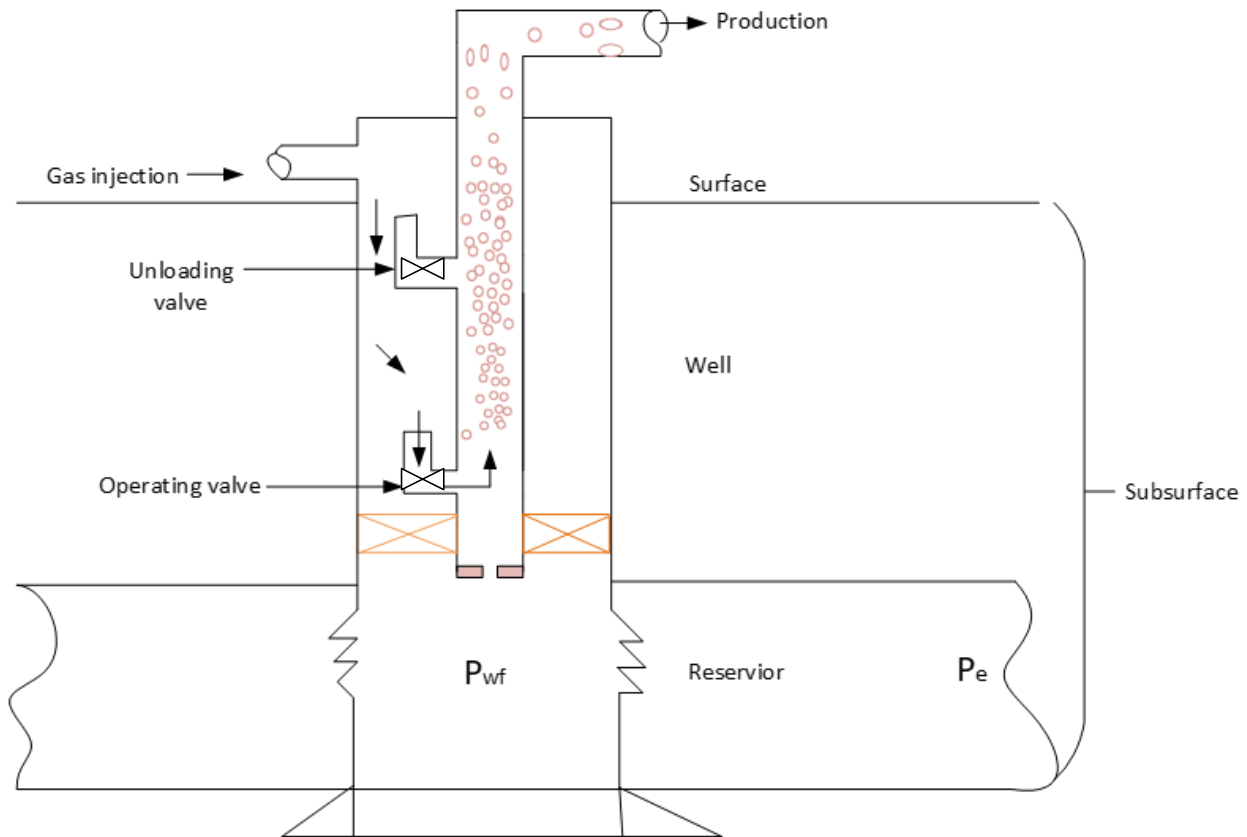 Production
Gas injection
Surface
Unloading
valve
Well
Operating valve
Subsurface
Pwf
Reservior
Pe